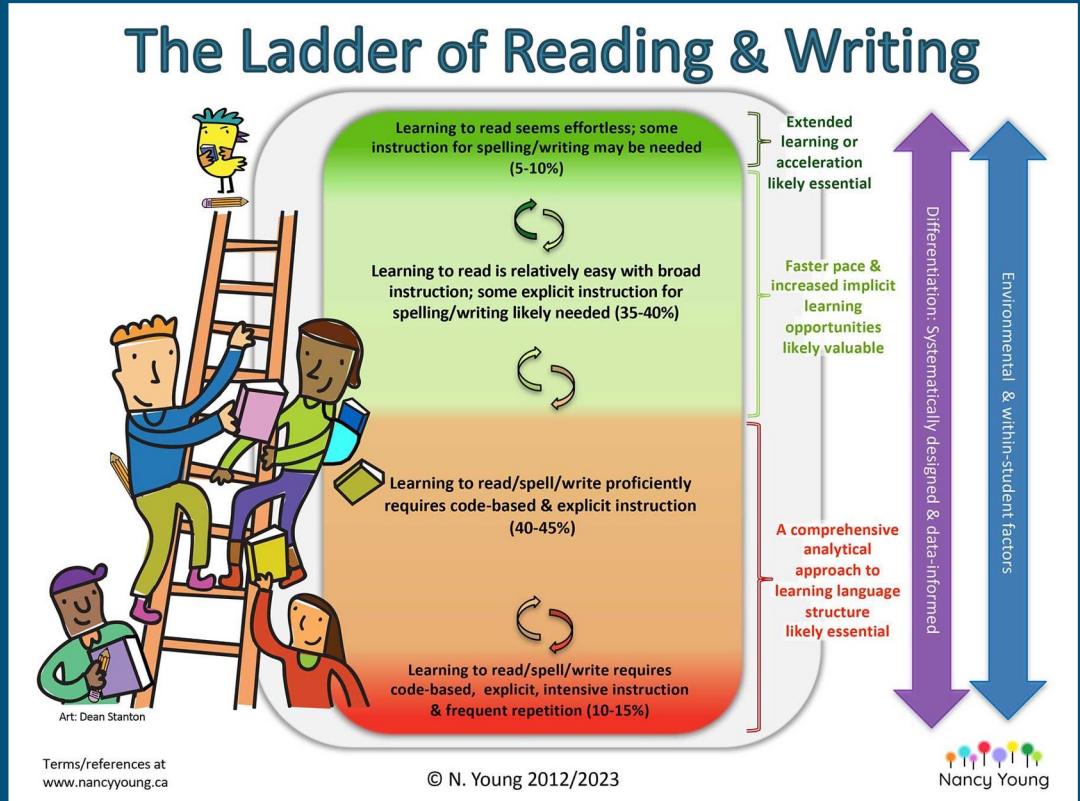 The Ladder of Reading & Writing
Learning to read seems effortless; some
instruction for spelling/writing may be needed
(5-10%)
Extended
learning or
acceleration
likely essential
Learning to read is relatively easy with broad
instruction; some explicit instruction for
spelling/writing likely needed (35-40%)
Faster pace &
increased implicit
learning
opportunities
likely valuable
Learning to read/spell/write proficiently
requires code-based & explicit instruction
(40-45%)
A comprehensive
analytical
approach to
learning language
structure
likely essential
Learning to read/spell/write requires
code-based, explicit, intensive instruction
& frequent repetition (10-15%)
Differentiation: Systematically designed & data-informed
Environmental & within-student factors
Art: Dean Stanton
Terms/references at
www.nancyyoung.ca
© N. Young 2012/2023
Nancy Young